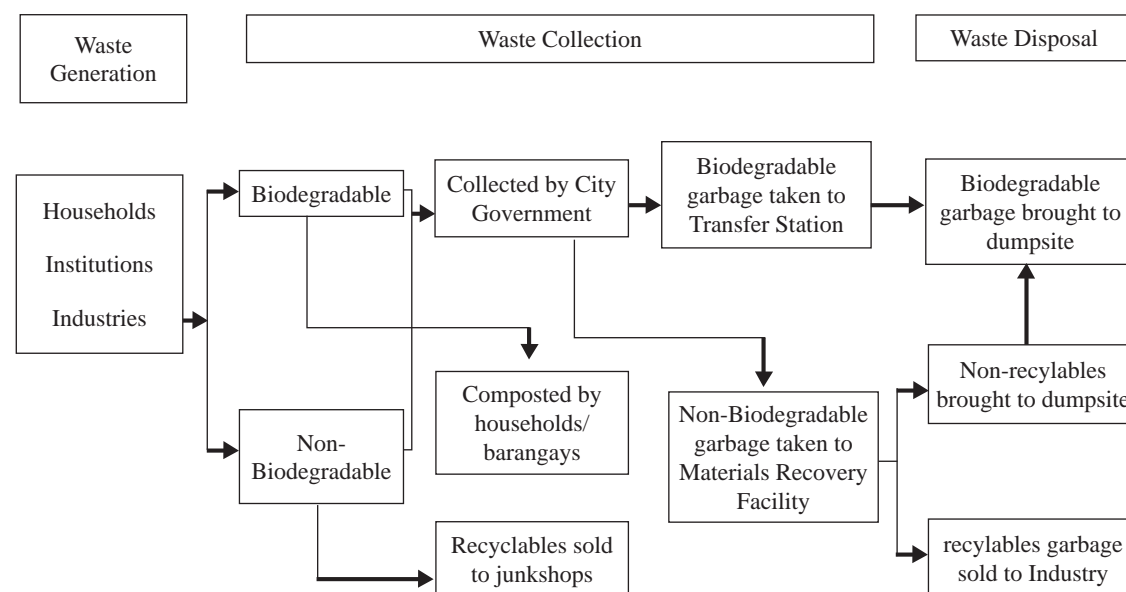 Waste
Generation
Waste Collection
Waste Disposal
Households
Institutions
Industries
Biodegradable
Non-
Biodegradable
Collected by City
Government
Composted by
households/
barangays
Recyclables sold
to junkshops
Biodegradable
garbage taken to
Transfer Station
Non-Biodegradable
garbage taken to
Materials Recovery
Facility
Biodegradable
garbage brought to
dumpsite
Non-recylables
brought to dumpsite
recylables garbage
sold to Industry